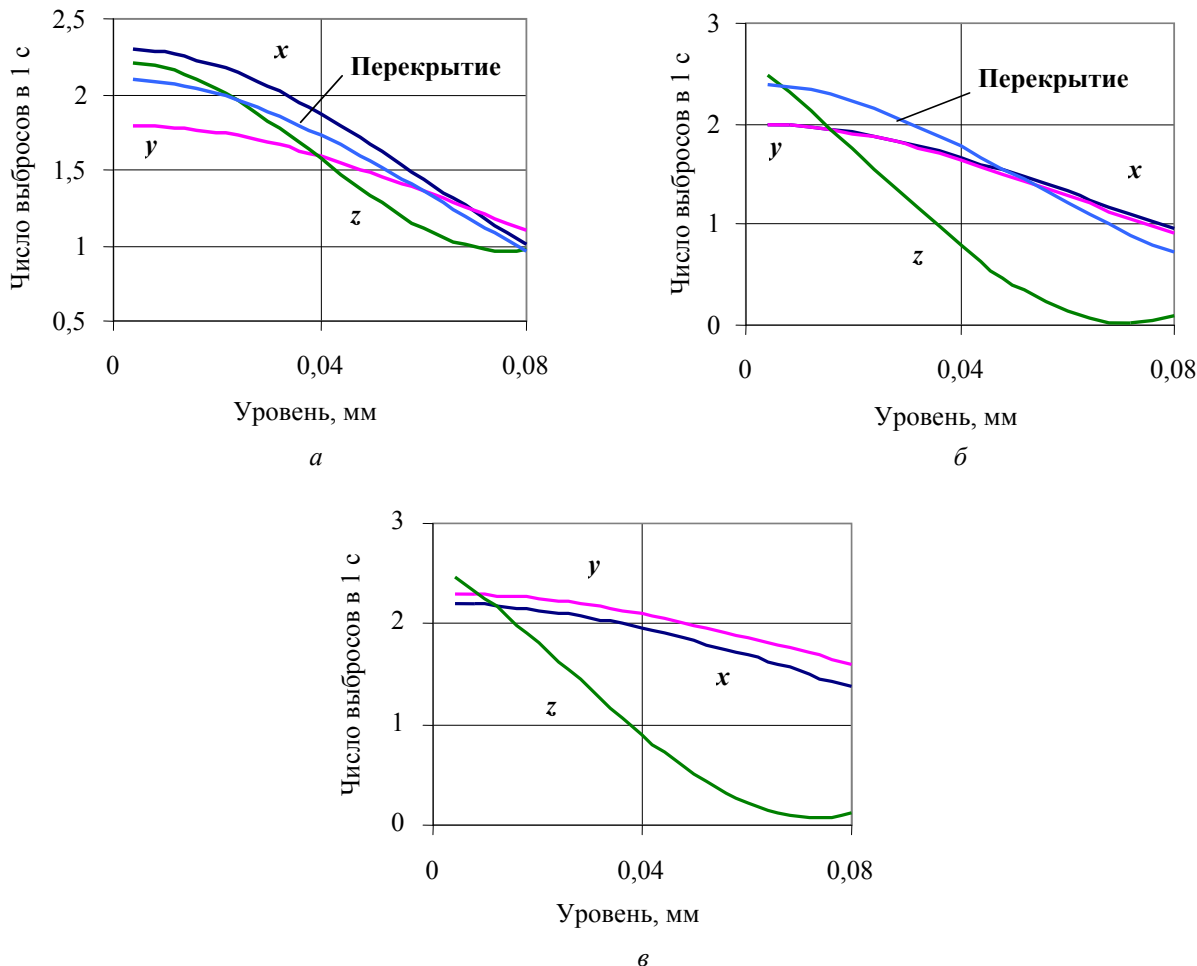 Число выбросов в 1 с
2,5
2
1,5
1
0,5
0
0,04
0,08
x
Перекрытие
y
z
Уровень, мм
а
Число выбросов в 1 с
3
2
1
0
0
0,04
0,08
Перекрытие
y
x
z
Уровень, мм
б
Число выбросов в 1 с
3
2
1
0
0
0,04
0,08
y
x
z
Уровень, мм
в